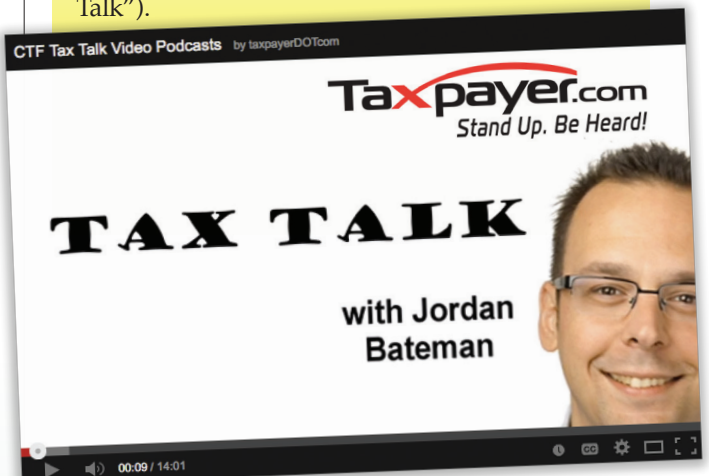 Talk”).
CTF Tax Talk Video Podcasts by taxpayerDOTcom
Taxpayer.com
Stand Up. Be Heard!
TAX TALK
with Jordan
Bateman
CC
00:09 / 14:01